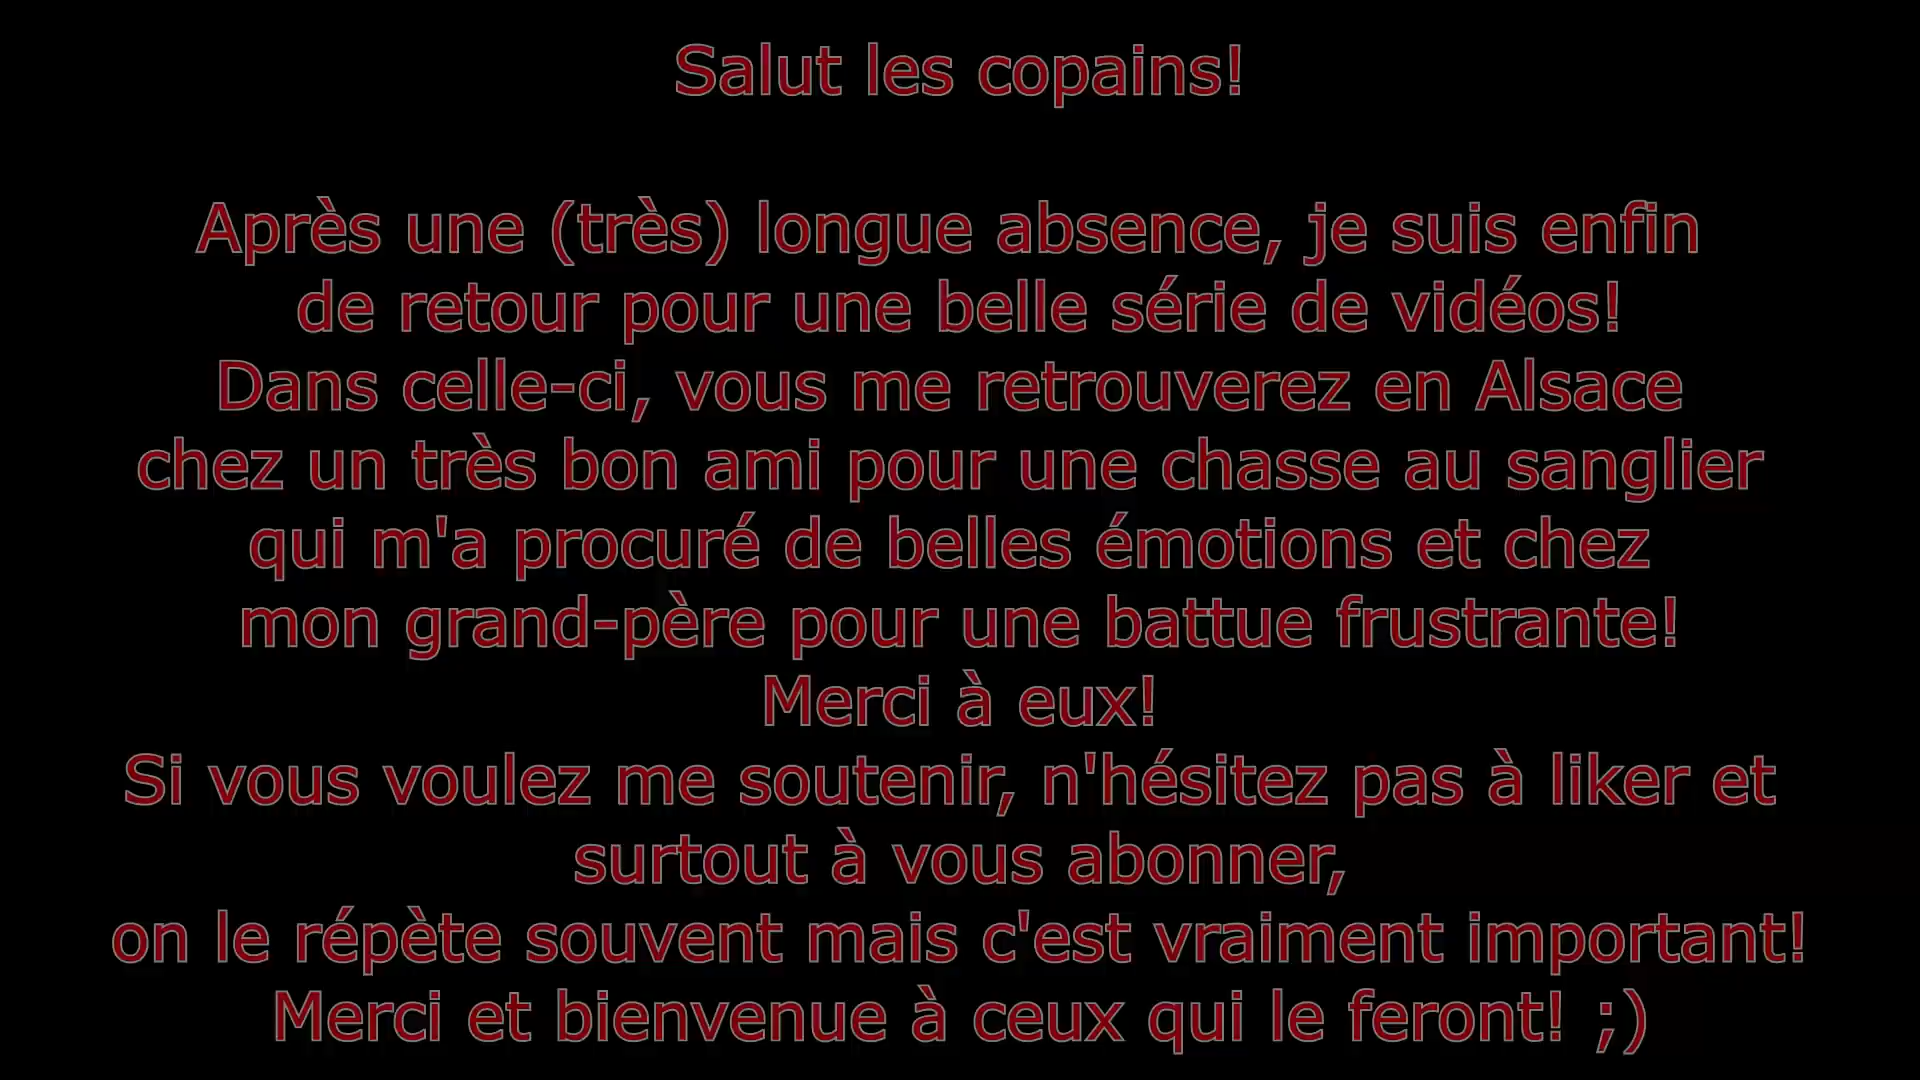 Salut les copains!
Après une (très) longue absence, je suis enfin
de retour pour une belle série de vidéos!
Dans celle-ci, vous me retrouverez en Alsace
chez un très bon ami pour une chasse au sanglier
qui m'a procuré de belles émotions et chez
mon grand-père pour une battue frustrante!
Merci à eux!
Si vous voulez me soutenir, n'hésitez pas à liker et
surtout à vous abonner,
on le répète souvent mais c'est vraiment important!
Merci et bienvenue à ceux qui le feront! ;)